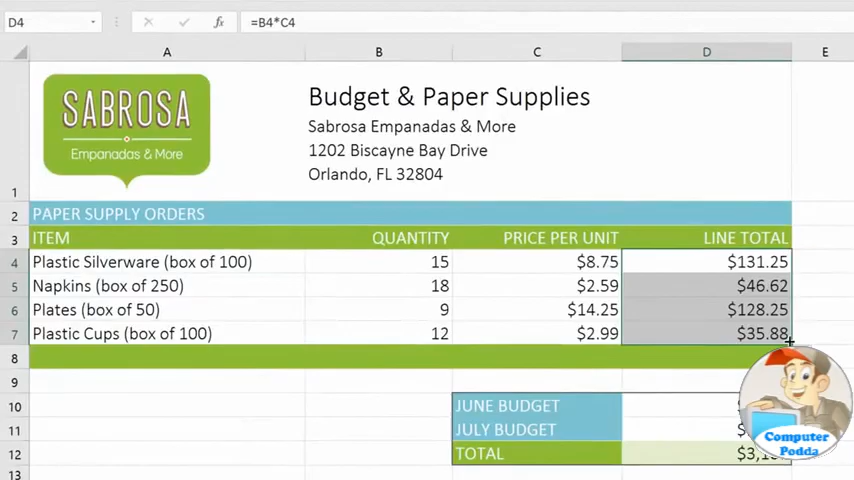 D4 fx =B4*C4
A B C D E
SABROSA
Empanadas & More
Budget & Paper Supplies
Sabrosa Empanadas & More
1202 Biscayne Bay Drive
Orlando, FL 32804
1
2 PAPER SUPPLY ORDERS
3 ITEM QUANTITY PRICE PER UNIT LINE TOTAL
4 Plastic Silverware (box of 100) 15 $8.75 $131.25
5 Napkins (box of 250) 18 $2.59 $46.62
6 Plates (box of 50) 9 $14.25 $128.25
7 Plastic Cups (box of 100) 12 $2.99 $35.88
8
9
10 JUNE BUDGET
11 JULY BUDGET
12 TOTAL
13
Computer
Podda